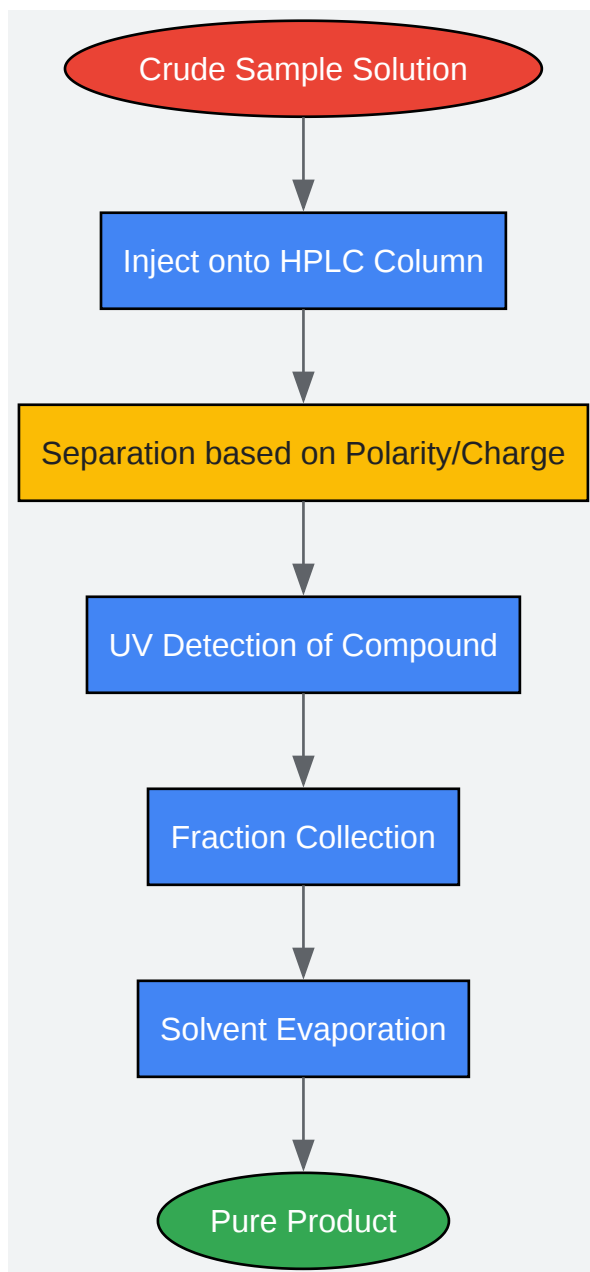 Crude Sample Solution
Inject onto HPLC Column
Separation based on Polarity/Charge
UV Detection of Compound
Fraction Collection
Solvent Evaporation
Pure Product